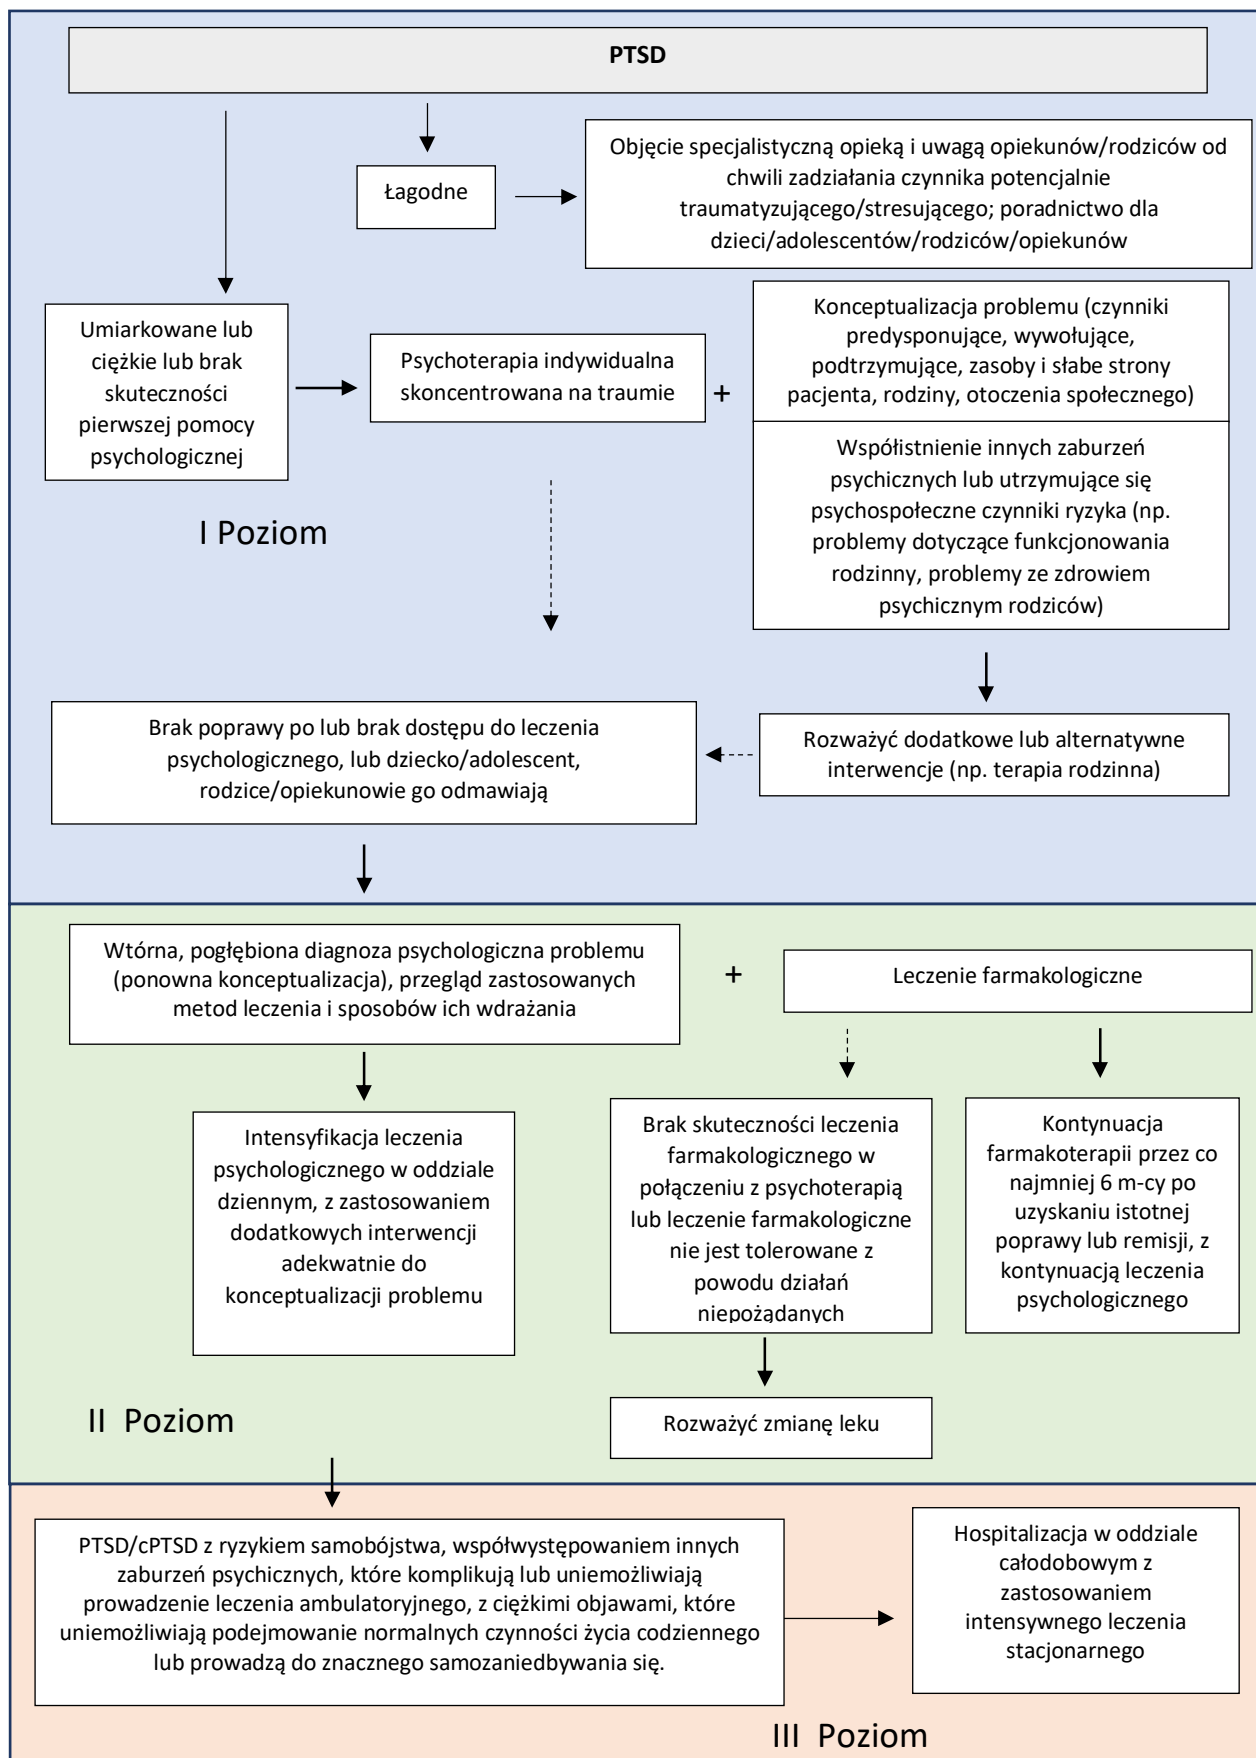 PTSD
Łagodne
Objęcie specjalistyczną opieką i uwagą opiekunów/rodziców od
chwili zadziałania czynnika potencjalnie
traumatyzującego/stresującego; poradnictwo dla
dzieci/adolescentów/rodziców/opiekunów
Umiarkowane lub
ciężkie lub brak
skuteczności
pierwszej pomocy
psychologicznej
Psychoterapia indywidualna
skoncentrowana na traumie
+
Konceptualizacja problemu (czynniki
predysponujące, wywołujące,
podtrzymujące, zasoby i słabe strony
pacjenta, rodziny, otoczenia społecznego)
Współistnienie innych zaburzeń
psychicznych lub utrzymujące się
psychospołeczne czynniki ryzyka (np.
problemy dotyczące funkcjonowania
rodzinny, problemy ze zdrowiem
psychicznym rodziców)
I Poziom
Brak poprawy po lub brak dostępu do leczenia
psychologicznego, lub dziecko/adolescent,
rodzice/opiekunowie go odmawiają
Rozważyć dodatkowe lub alternatywne
interwencje (np. terapia rodzinna)
Wtórna, pogłębiona diagnoza psychologiczna problemu
(ponowna konceptualizacja), przegląd zastosowanych
metod leczenia i sposobów ich wdrażania
+
Leczenie farmakologiczne
Intensyfikacja leczenia
psychologicznego w oddziale
dziennym, z zastosowaniem
dodatkowych interwencji
adekwatnie do
konceptualizacji problemu
Brak skuteczności leczenia
farmakologicznego w
połączeniu z psychoterapią
lub leczenie farmakologiczne
nie jest tolerowane z
powodu działań
niepożądanych
Kontynuacja
farmakoterapii przez co
najmniej 6 m-cy po
uzyskaniu istotnej
poprawy lub remisji, z
kontynuacją leczenia
psychologicznego
Rozważyć zmianę leku
II Poziom
PTSD/cPTSD z ryzykiem samobójstwa, współwystępowaniem innych
zaburzeń psychicznych, które komplikują lub uniemożliwiają
prowadzenie leczenia ambulatoryjnego, z ciężkimi objawami, które
uniemożliwiają podejmowanie normalnych czynności życia codziennego
lub prowadzą do znacznego samozaniedbywania się.
Hospitalizacja w oddziale
całodobowym z
zastosowaniem
intensywnego leczenia
stacjonarnego
III Poziom